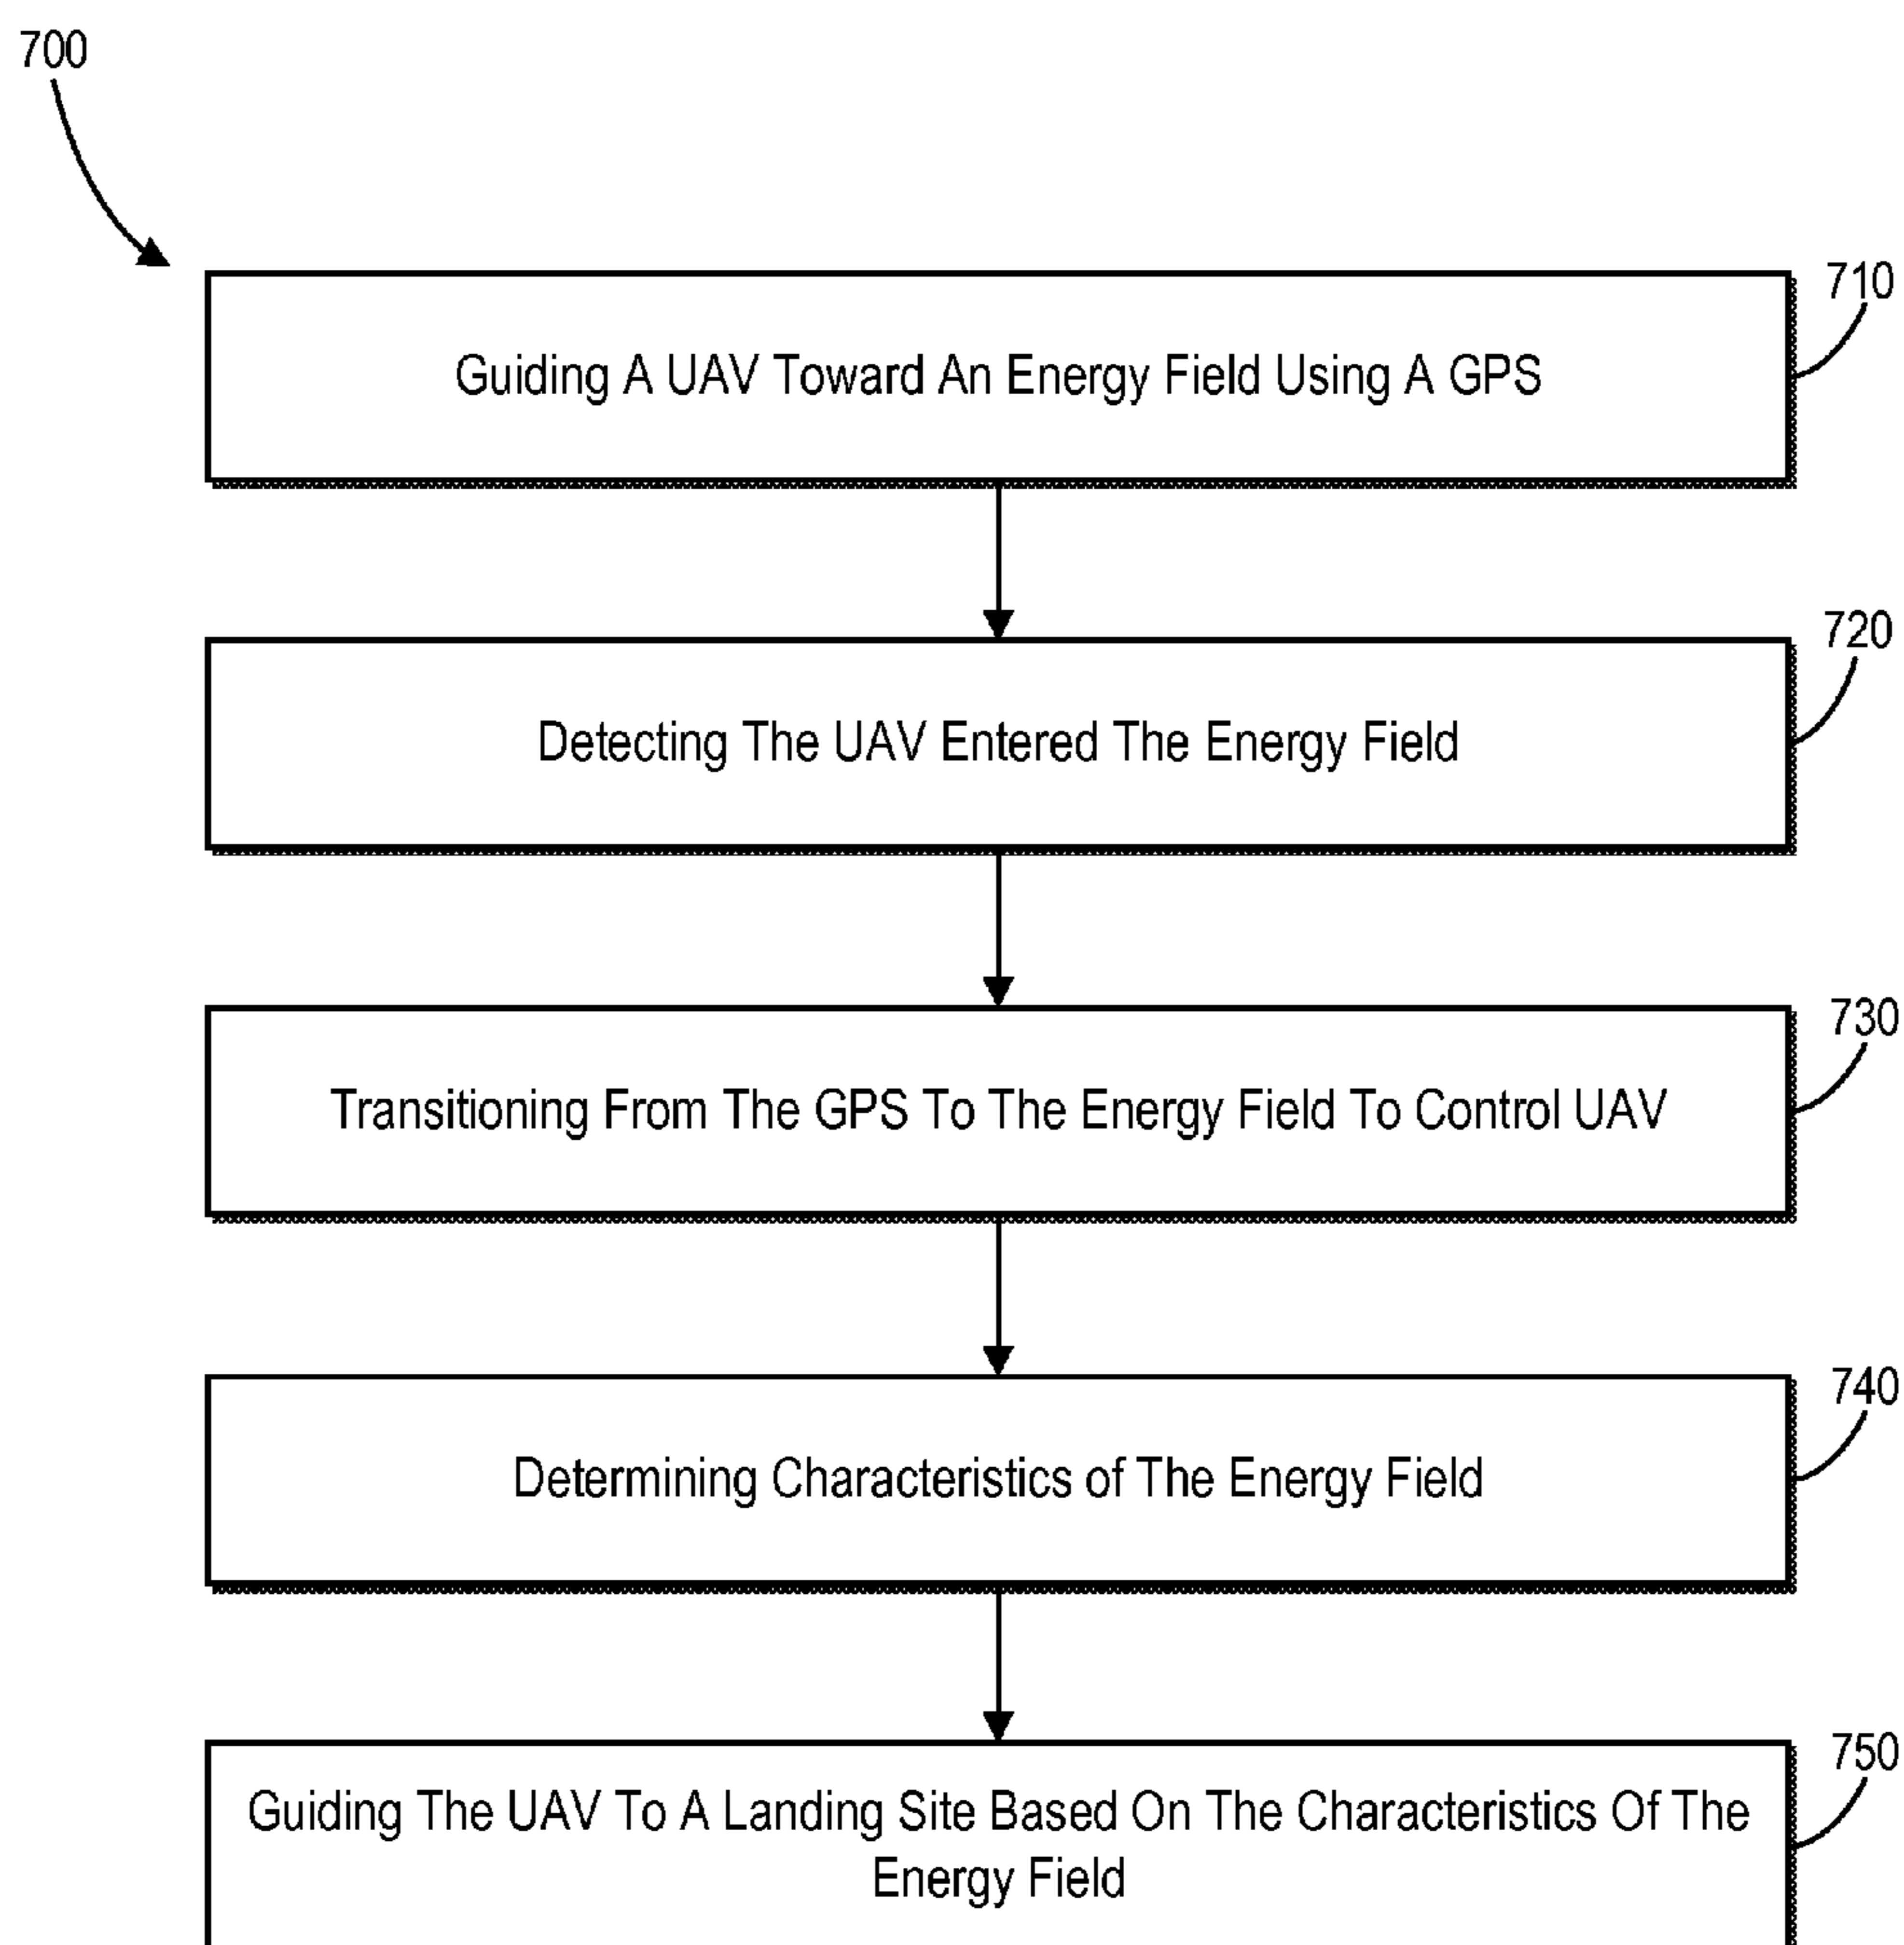 700
710
Guiding A UAV Toward An Energy Field Using A GPS
720
Detecting The UAV Entered The Energy Field
730
Transitioning From The GPS To The Energy Field To Control UAV
740
Determining Characteristics of The Energy Field
750
Guiding The UAV To A Landing Site Based On The Characteristics Of The
Energy Field